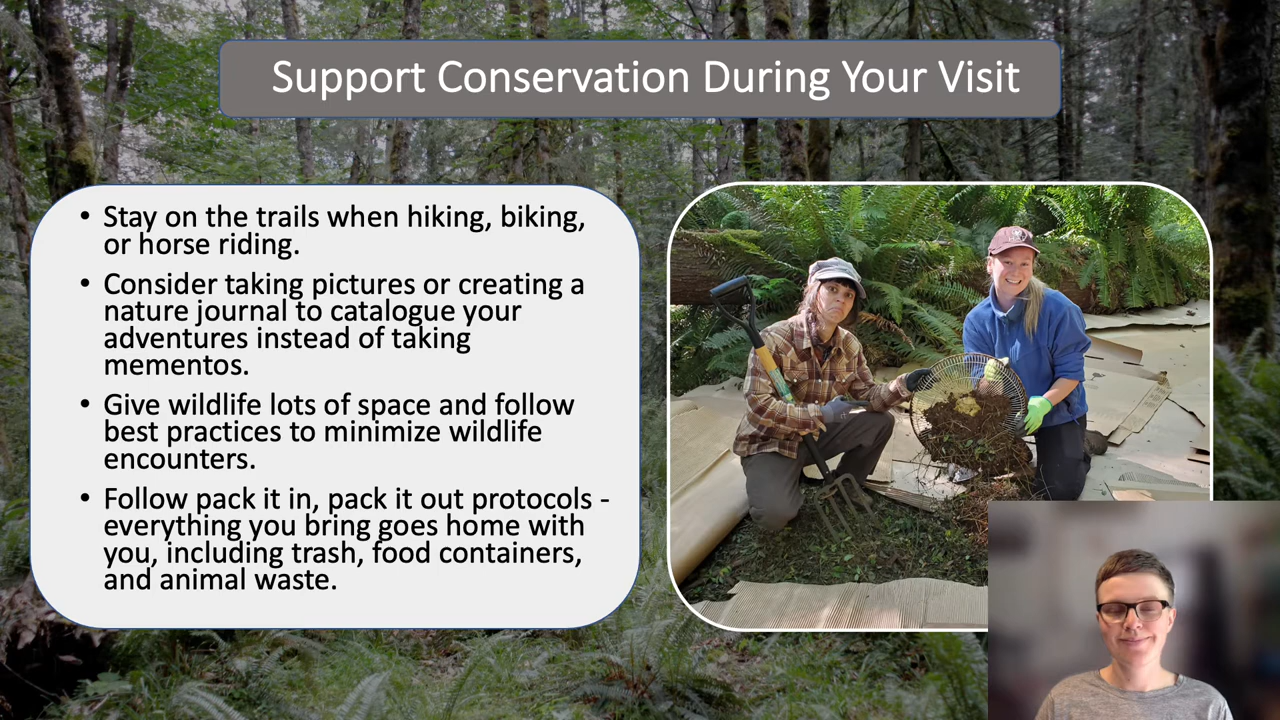 Support Conservation During Your Visit
• Stay on the trails when hiking, biking,
or horse riding.
• Consider taking pictures or creating a
nature journal to catalogue your
adventures instead of taking
mementos.
• Give wildlife lots of space and follow
best practices to minimize wildlife
encounters.
• Follow pack it in, pack it out protocols -
everything you bring goes home with
you, including trash, food containers,
and animal waste.